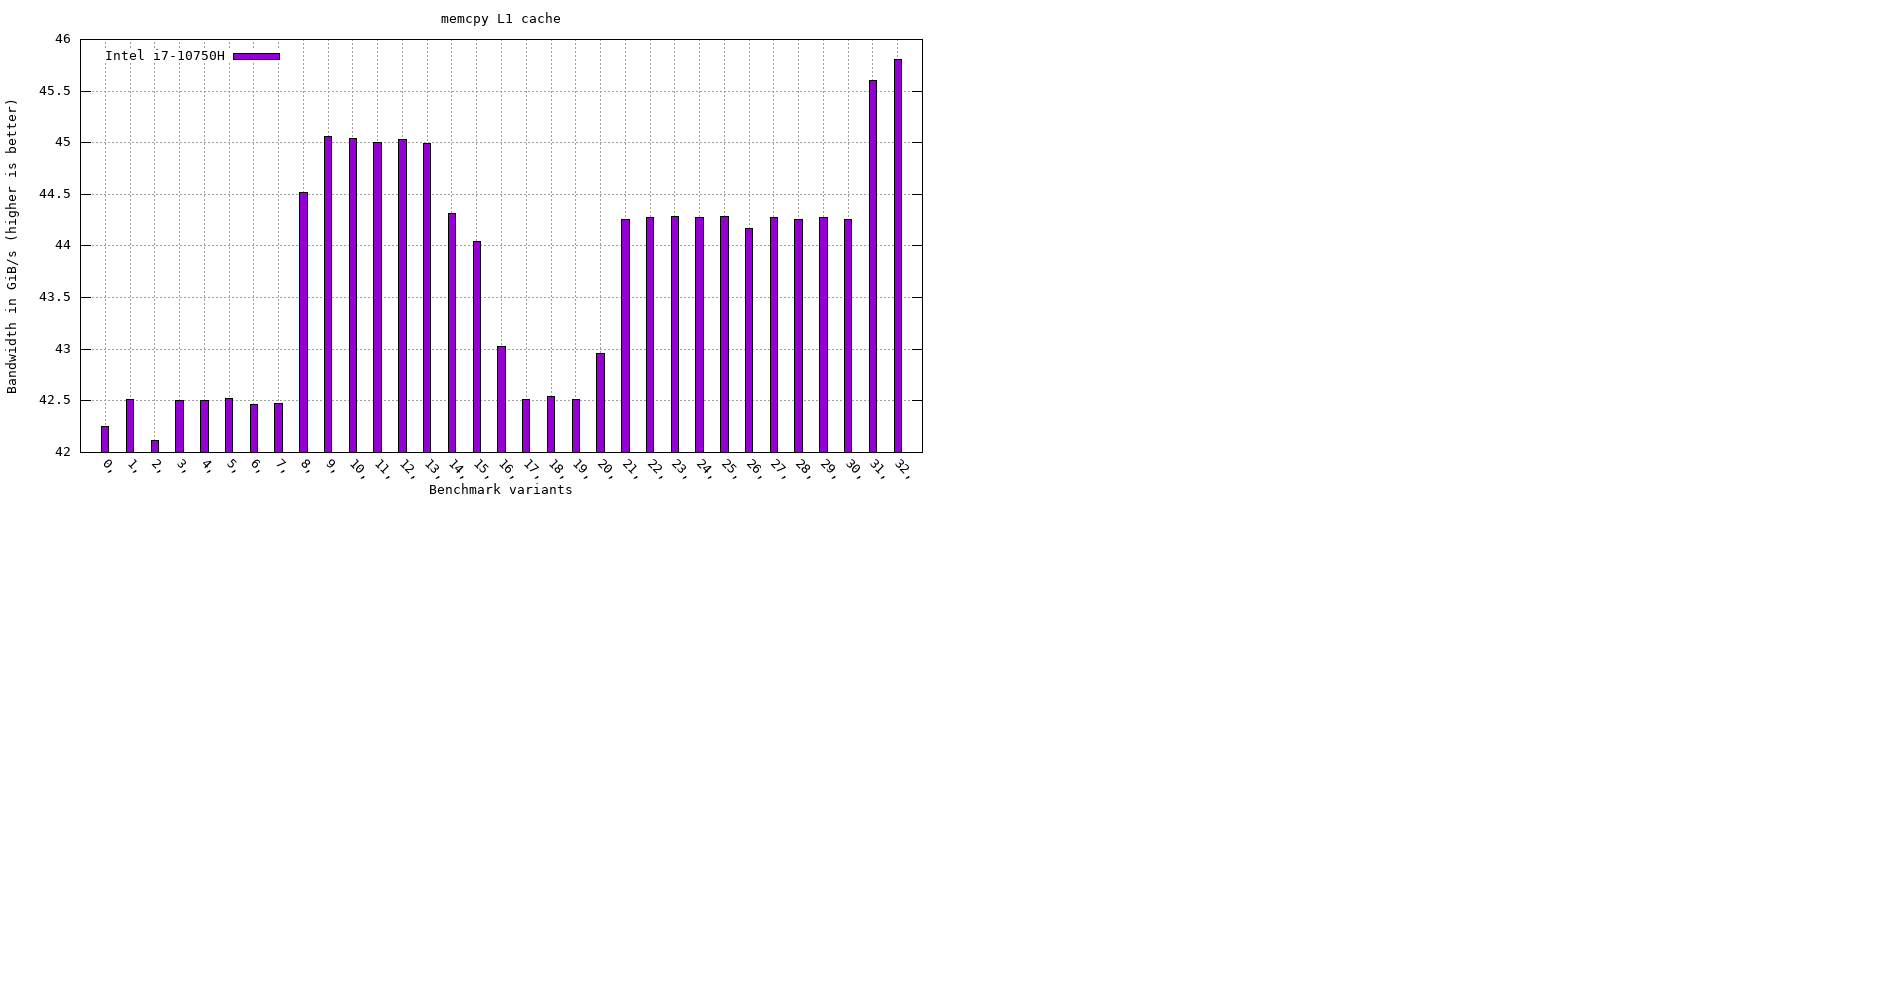 memcpy L1 cache
Intel i7-10750H
46
45.5
45
44.5
44
43.5
43
42.5
42
Bandwidth in GiB/s (higher is better)
0, 1, 2, 3, 4, 5, 6, 7, 8, 9, 10, 11, 12, 13, 14, 15, 16, 17, 18, 19, 20, 21, 22, 23, 24, 25, 26, 27, 28, 29, 30, 31, 32,
Benchmark variants